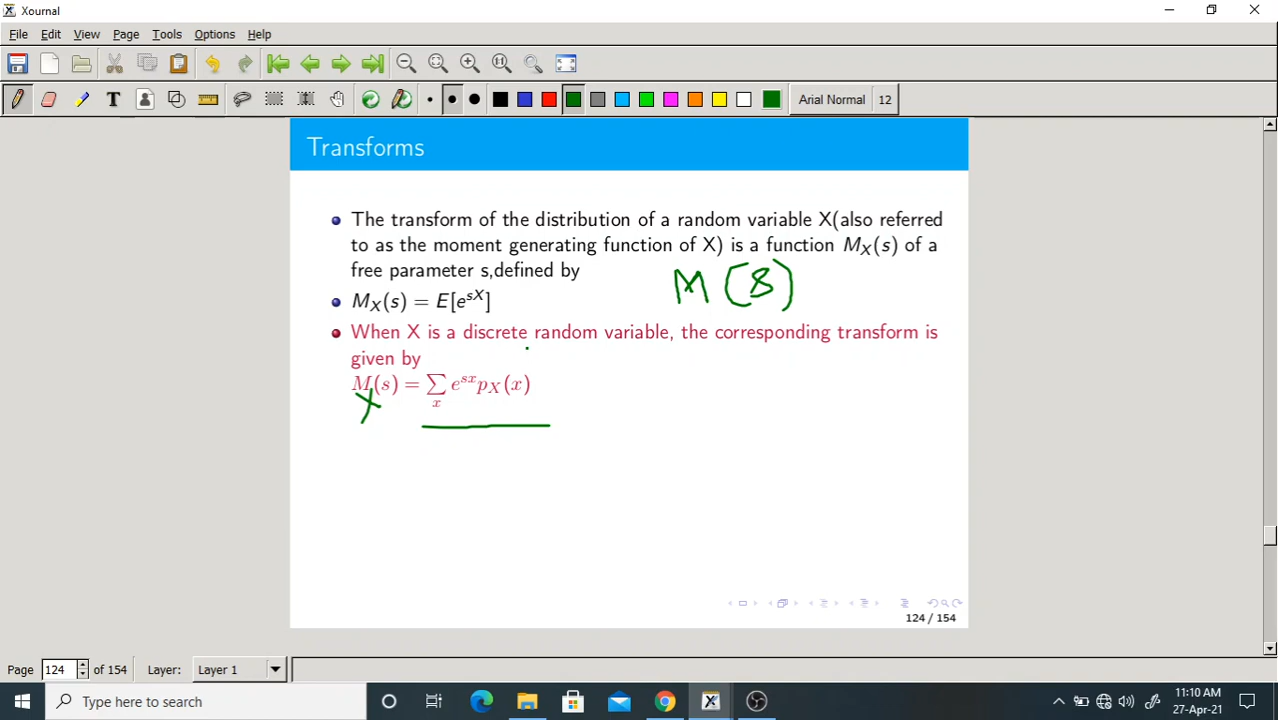 Xournal
File Edit View Page Tools Options Help
Arial Normal 12
Transforms
The transform of the distribution of a random variable X(also referred
to as the moment generating function of X) is a function M_X(s) of a
free parameter s,defined by
M (s)
M_X(s) = E[e^{sX}]
When X is a discrete random variable, the corresponding transform is
given by
M(s) = ∑_x e^{sx} p_X(x)
X
124 / 154
Page 124 of 154 Layer: Layer 1
Type here to search
11:10 AM
27-Apr-21